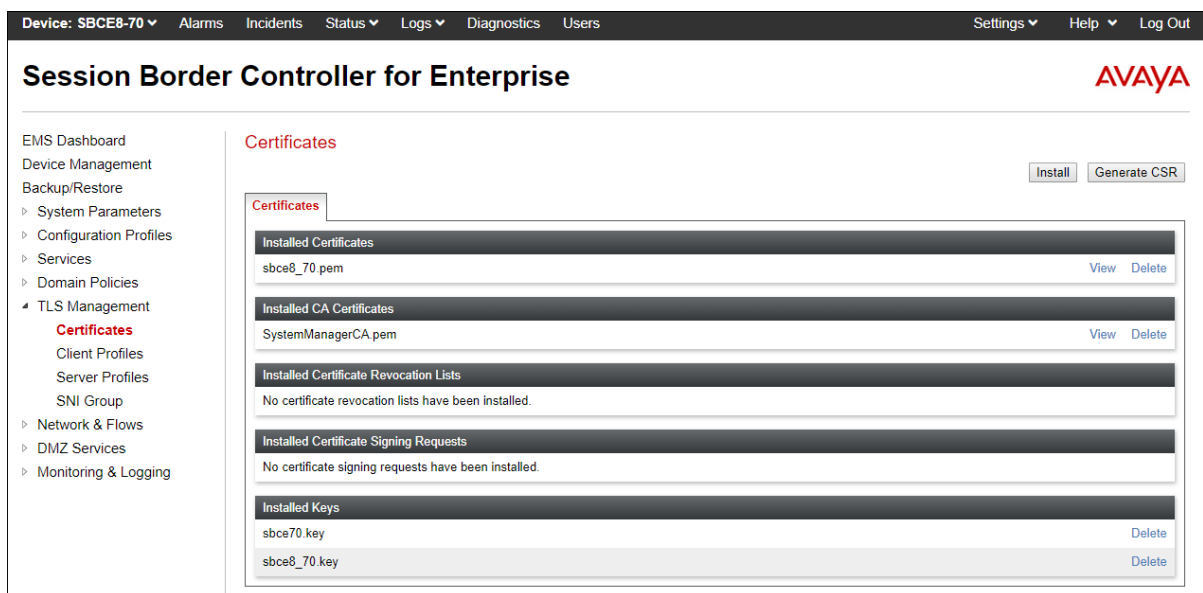 Device: SBCE8-70 Alarms Incidents Status Logs Diagnostics Users Settings Help Log Out
Session Border Controller for Enterprise
AVAYA
EMS Dashboard
Device Management
Backup/Restore
System Parameters
Configuration Profiles
Services
Domain Policies
TLS Management
Certificates
Client Profiles
Server Profiles
SNI Group
Network & Flows
DMZ Services
Monitoring & Logging
Certificates
Install Generate CSR
Certificates
Installed Certificates
sbce8_70.pem View Delete
Installed CA Certificates
SystemManagerCA.pem View Delete
Installed Certificate Revocation Lists
No certificate revocation lists have been installed.
Installed Certificate Signing Requests
No certificate signing requests have been installed.
Installed Keys
sbce70.key Delete
sbce8_70.key Delete